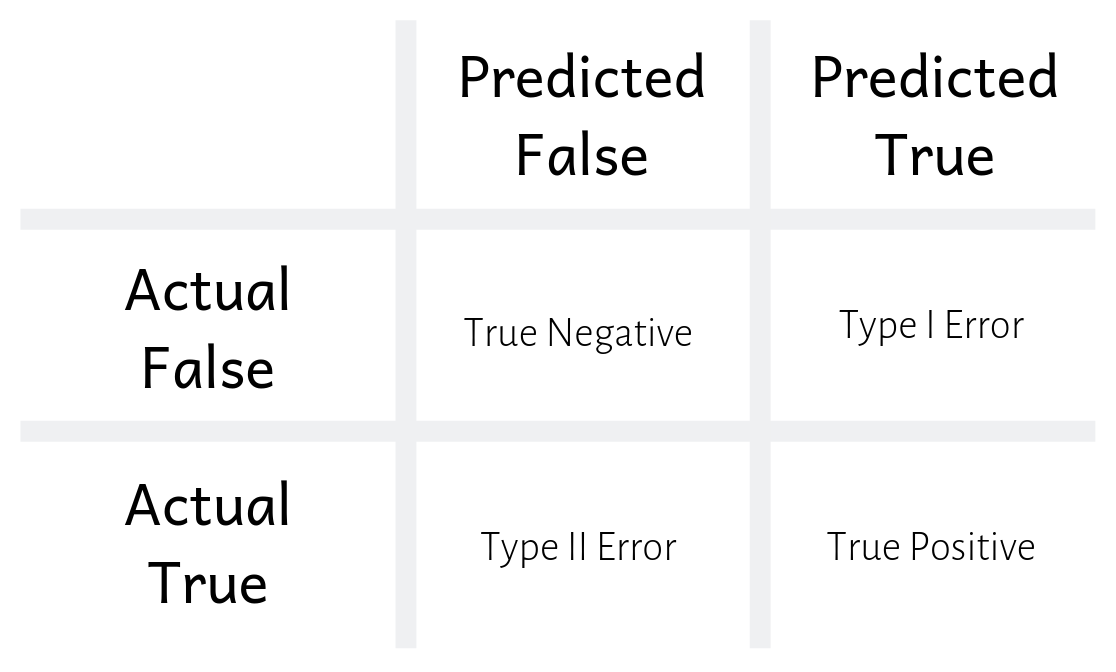 Predicted
False
Predicted
True
Actual
False
True Negative
Type I Error
Actual
True
Type II Error
True Positive